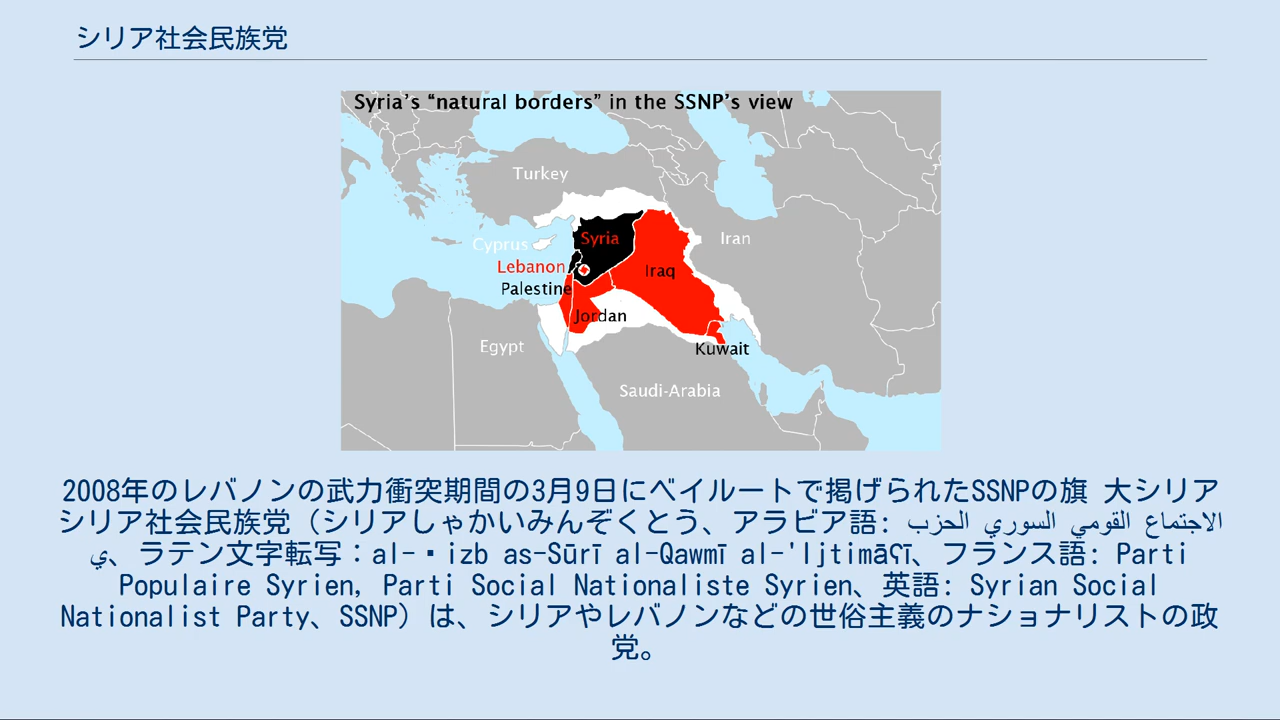 シリア社会民族党
Syria's “natural borders” in the SSNP's view
Turkey
Cyprus
Syria
Iran
Lebanon
Iraq
Palestine
Jordan
Egypt
Kuwait
Saudi-Arabia
2008年のレバノンの武力衝突期間の3月9日にベイルートで掲げられたSSNPの旗 大シリア
シリア社会民族党（シリアしゃかいみんぞくとう、アラビア語: الاجتماع القومي السوري الحزب
ي、ラテン文字転写：al-·izb as-Sūrī al-Qawmī al-'Ijtimāʕī、フランス語: Parti
Populaire Syrien, Parti Social Nationaliste Syrien、英語: Syrian Social
Nationalist Party、SSNP）は、シリアやレバノンなどの世俗主義のナショナリストの政
党。